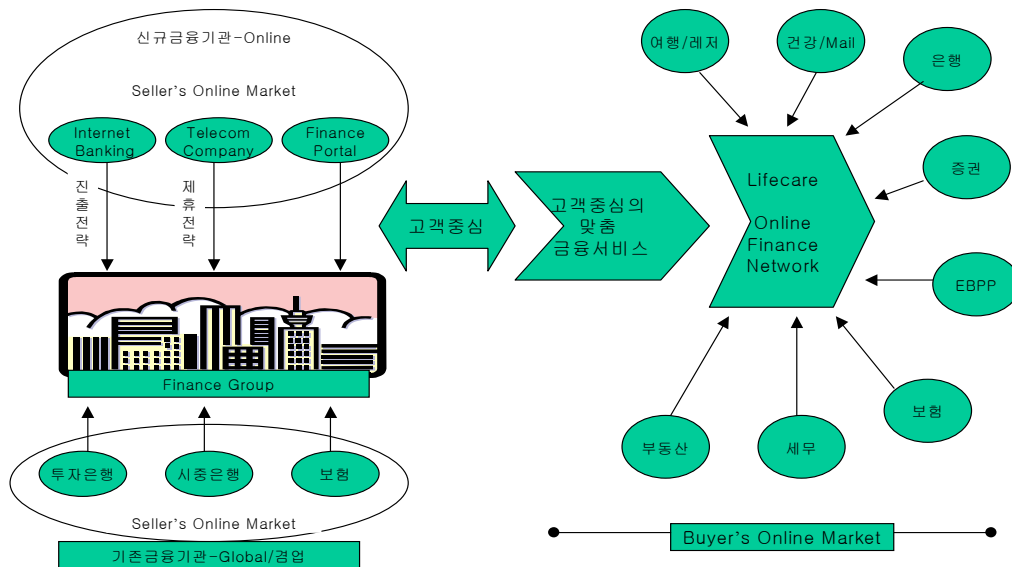 신규금융기관-Online
Seller's Online Market
Internet
Banking
Telecom
Company
Finance
Portal
진출전략
제휴전략
Finance Group
투자은행
시중은행
보험
Seller's Online Market
기존금융기관-Global/겸업
고객중심
고객중심의
맞춤
금융서비스
여행/레저
건강/Mail
은행
증권
EBPP
보험
세무
부동산
Lifecare
Online
Finance
Network
Buyer's Online Market